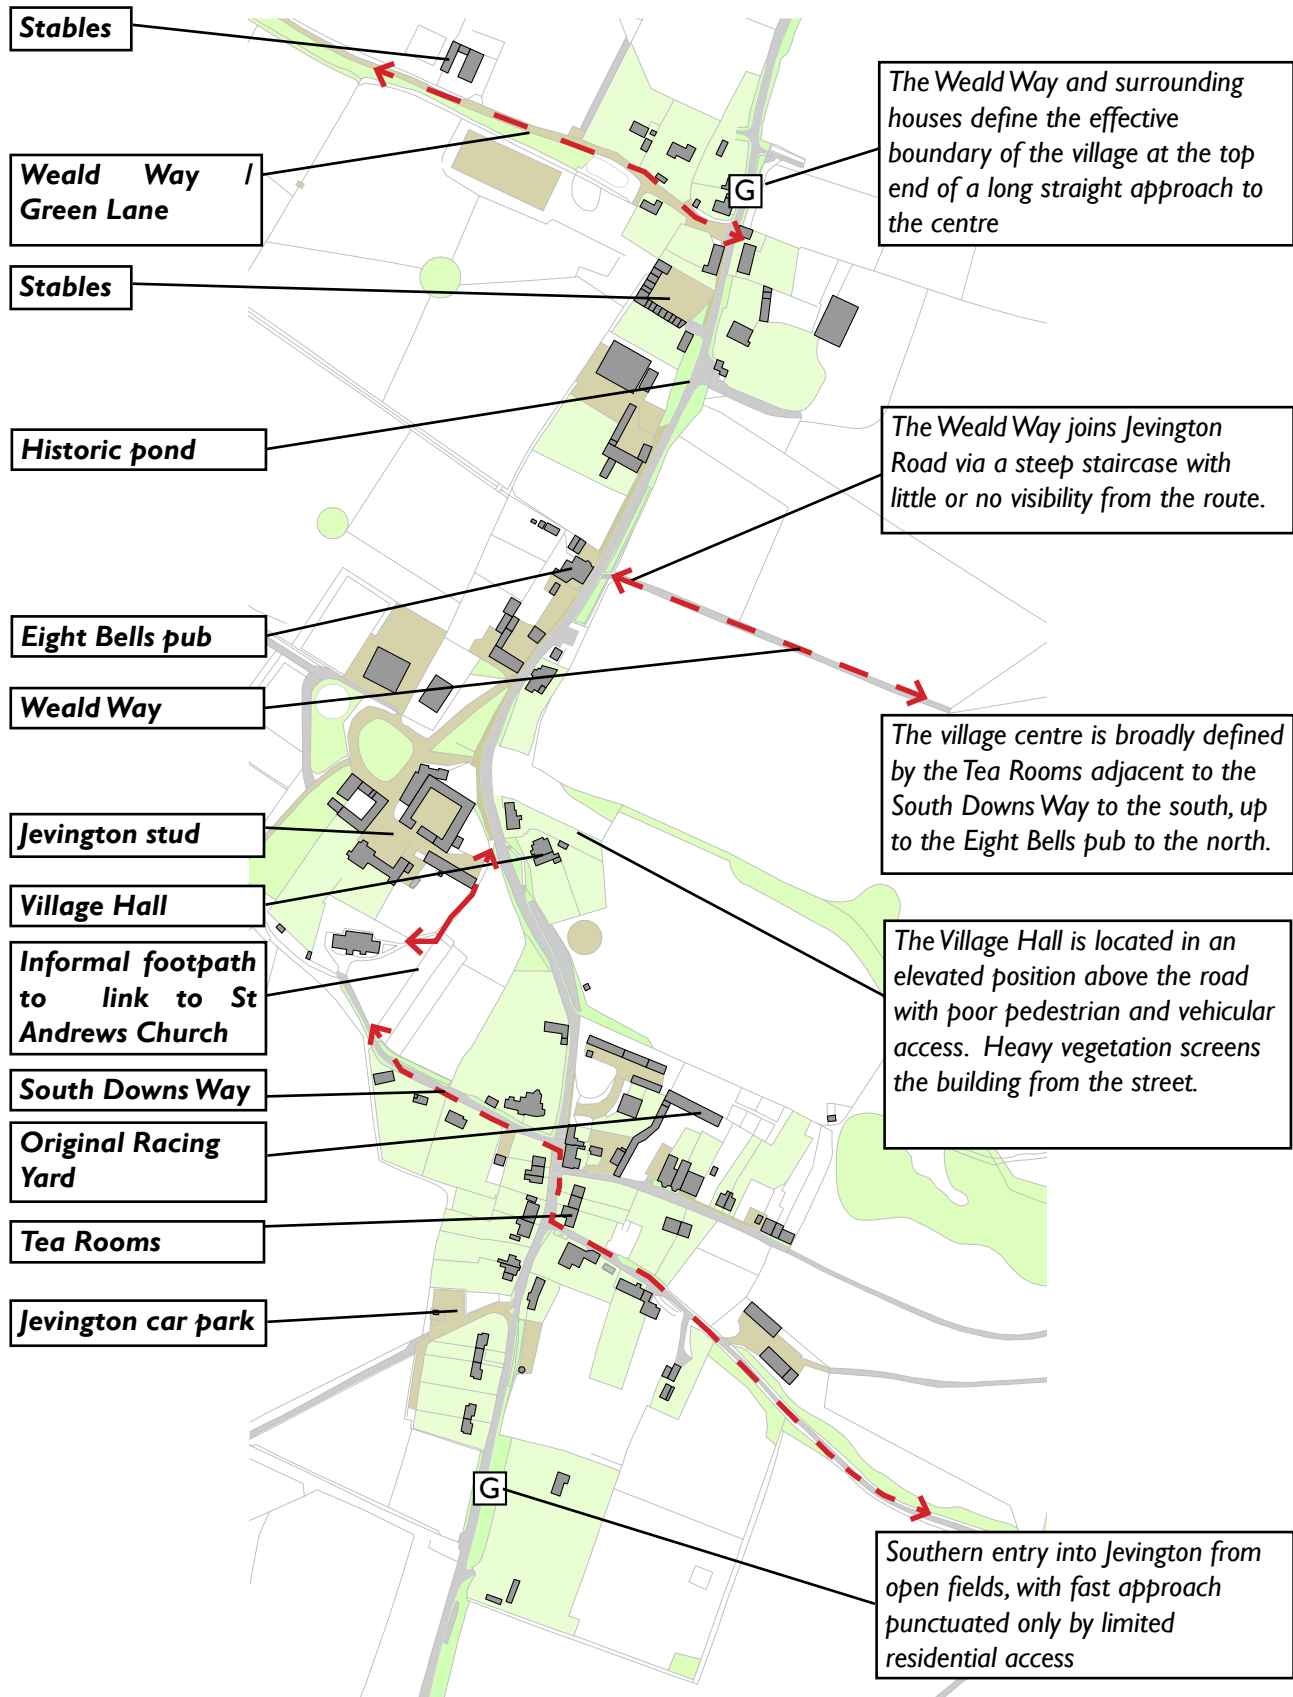 Stables
Weald Way /
Green Lane
Stables
Historic pond
Eight Bells pub
Weald Way
Jevington stud
Village Hall
Informal footpath
to link to St
Andrews Church
South Downs Way
Original Racing
Yard
Tea Rooms
Jevington car park
G
G
The Weald Way and surrounding
houses define the effective
boundary of the village at the top
end of a long straight approach to
the centre
The Weald Way joins Jevington
Road via a steep staircase with
little or no visibility from the route.
The village centre is broadly defined
by the Tea Rooms adjacent to the
South Downs Way to the south, up
to the Eight Bells pub to the north.
The Village Hall is located in an
elevated position above the road
with poor pedestrian and vehicular
access. Heavy vegetation screens
the building from the street.
Southern entry into Jevington from
open fields, with fast approach
punctuated only by limited
residential access